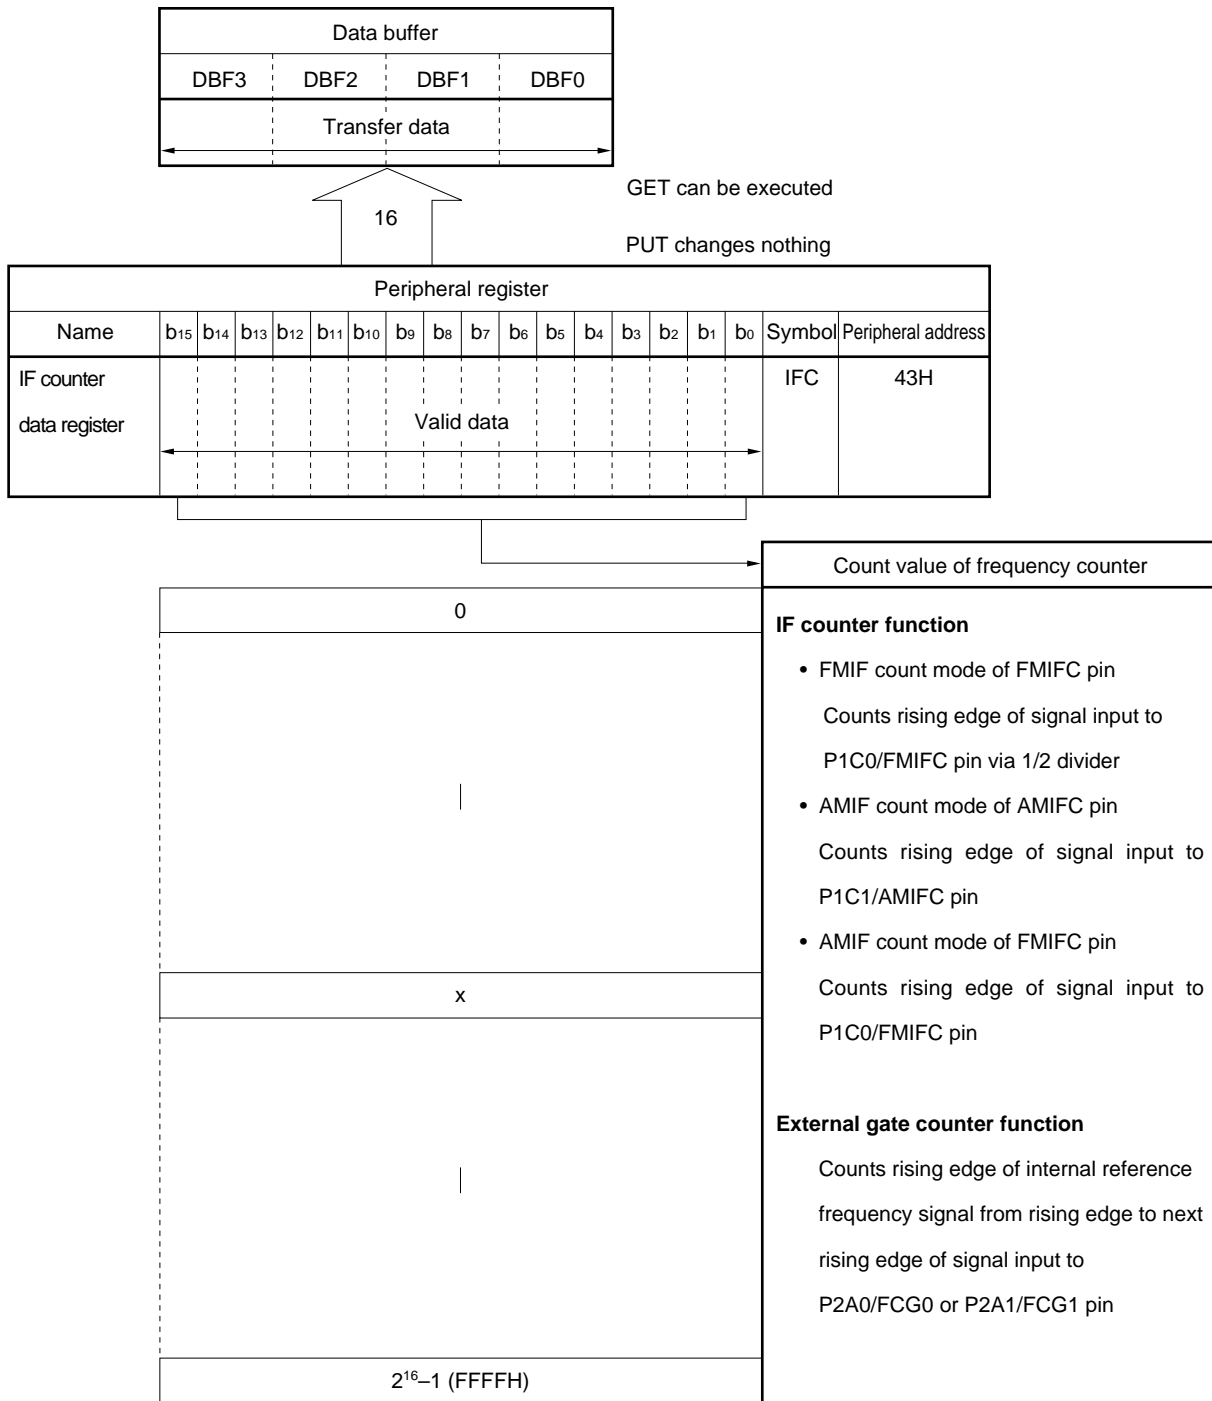 Data buffer
DBF3 DBF2 DBF1 DBF0
Transfer data
GET can be executed
16
PUT changes nothing
Peripheral register
Name b15 b14 b13 b12 b11 b10 b9 b8 b7 b6 b5 b4 b3 b2 b1 b0 Symbol Peripheral address
IF counter IFC 43H
data register Valid data
Count value of frequency counter
0
IF counter function
• FMIF count mode of FMIFC pin
Counts rising edge of signal input to
P1C0/FMIFC pin via 1/2 divider
• AMIF count mode of AMIFC pin
Counts rising edge of signal input to
P1C1/AMIFC pin
• AMIF count mode of FMIFC pin
x
Counts rising edge of signal input to
P1C0/FMIFC pin
External gate counter function
Counts rising edge of internal reference
frequency signal from rising edge to next
rising edge of signal input to
P2A0/FCG0 or P2A1/FCG1 pin
2¹⁶–1 (FFFFH)